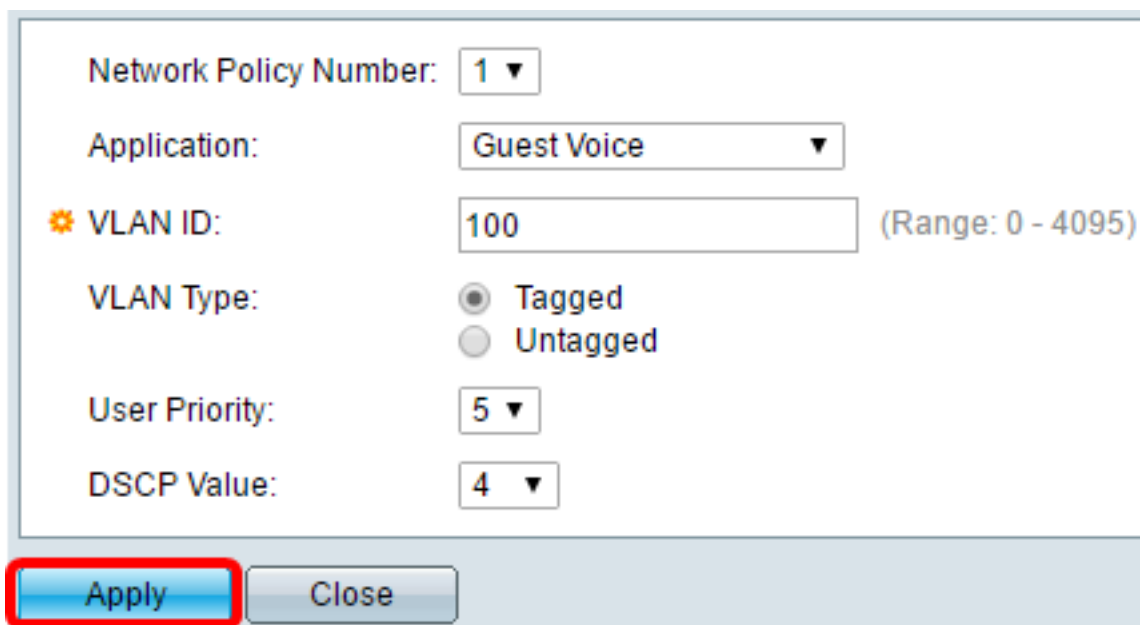 Network Policy Number: 1
Application: Guest Voice
VLAN ID: 100 (Range: 0 - 4095)
VLAN Type: Tagged
Untagged
User Priority: 5
DSCP Value: 4
Apply Close